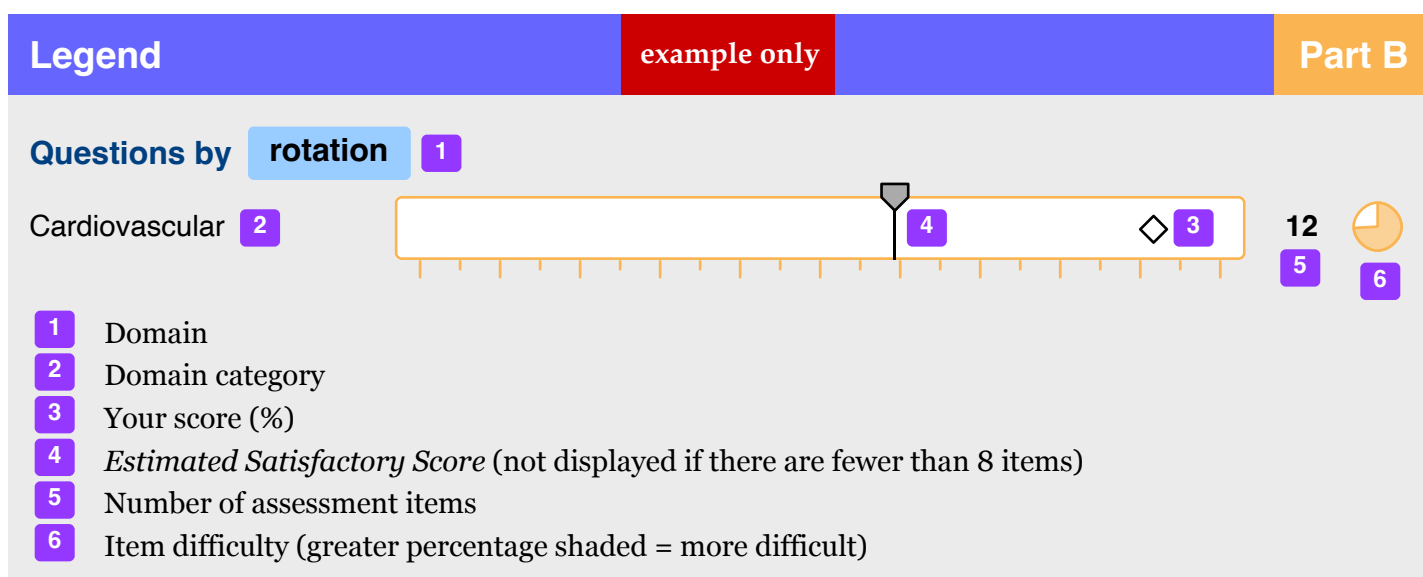 Legend example only Part B
Questions by rotation 1
Cardiovascular 2 4 3 12
5 6
1 Domain
2 Domain category
3 Your score (%)
4 Estimated Satisfactory Score (not displayed if there are fewer than 8 items)
5 Number of assessment items
6 Item difficulty (greater percentage shaded = more difficult)